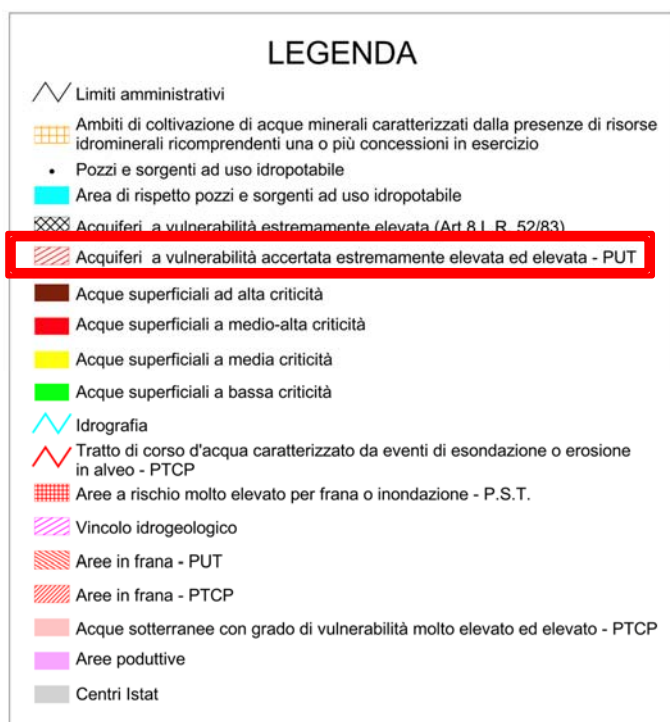 LEGENDA
Limiti amministrativi
Ambiti di coltivazione di acque minerali caratterizzati dalla presenze di risorse
idrominerali ricomprendenti una o più concessioni in esercizio
Pozzi e sorgenti ad uso idropotabile
Area di rispetto pozzi e sorgenti ad uso idropotabile
Acquiferi a vulnerabilità estremamente elevata (Art.8 L.R. 52/83)
Acquiferi a vulnerabilità accertata estremamente elevata ed elevata - PUT
Acque superficiali ad alta criticità
Acque superficiali a medio-alta criticità
Acque superficiali a media criticità
Acque superficiali a bassa criticità
Idrografia
Tratto di corso d'acqua caratterizzato da eventi di esondazione o erosione
in alveo - PTCP
Aree a rischio molto elevato per frana o inondazione - P.S.T.
Vincolo idrogeologico
Aree in frana - PUT
Aree in frana - PTCP
Acque sotterranee con grado di vulnerabilità molto elevato ed elevato - PTCP
Aree poduttive
Centri Istat